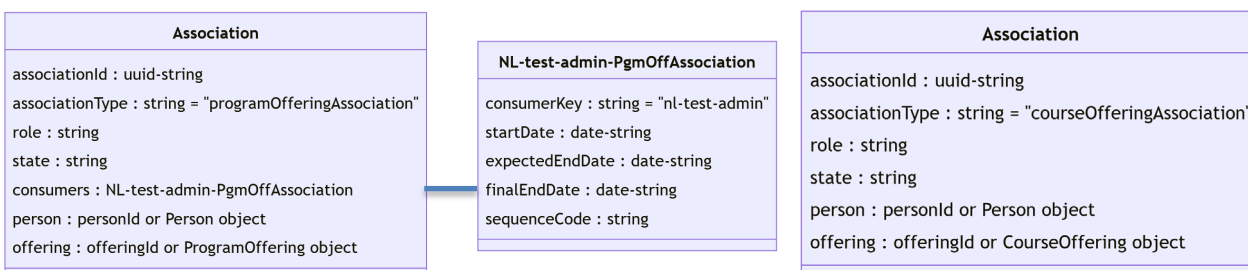 Association
associationId : uuid-string
associationType : string = "programOfferingAssociation"
role : string
state : string
consumers : NL-test-admin-PgmOffAssociation
person : personId or Person object
offering : offeringId or ProgramOffering object
NL-test-admin-PgmOffAssociation
consumerKey : string = "nl-test-admin"
startDate : date-string
expectedEndDate : date-string
finalEndDate : date-string
sequenceCode : string
Association
associationId : uuid-string
associationType : string = "courseOfferingAssociation"
role : string
state : string
person : personId or Person object
offering : offeringId or CourseOffering object